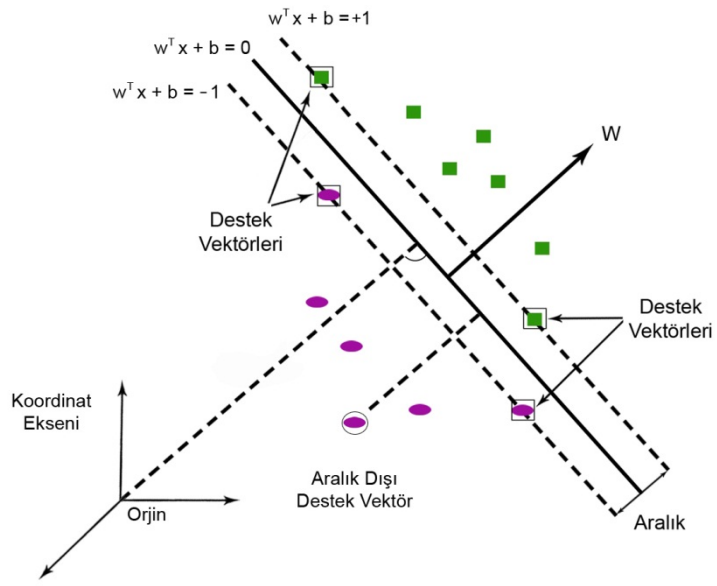 wᵀx + b = +1
wᵀx + b = 0
wᵀx + b = −1
W
Destek
Vektörleri
Destek
Vektörleri
Koordinat
Ekseni
Aralık Dışı
Destek Vektör
Orjin
Aralık